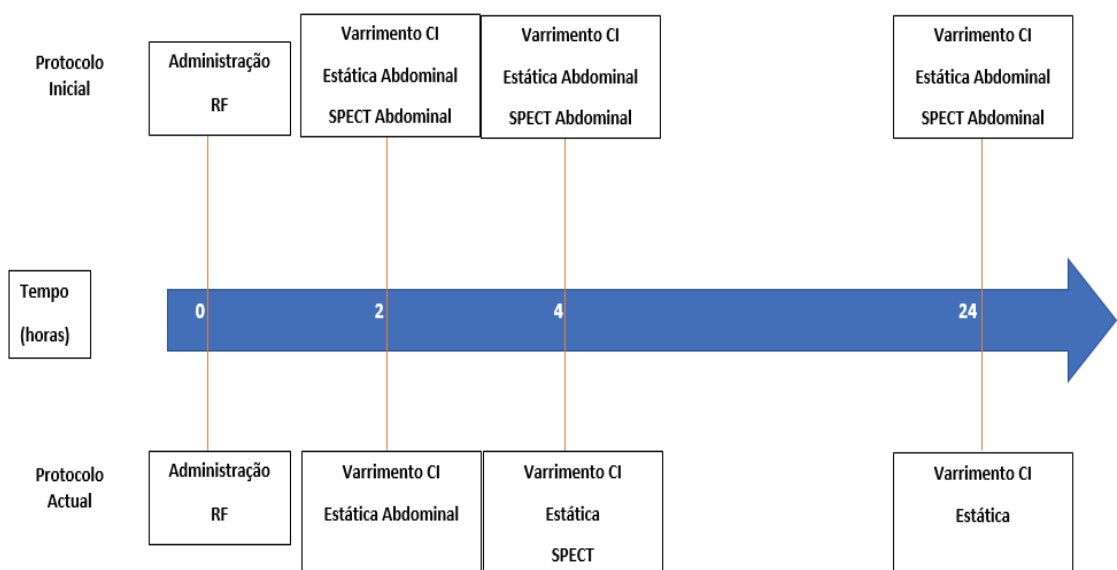 Protocolo
Inicial
Administração
RF
Varrimento CI
Estática Abdominal
SPECT Abdominal
Varrimento CI
Estática Abdominal
SPECT Abdominal
Varrimento CI
Estática Abdominal
SPECT Abdominal
Tempo
(horas)
0
2
4
24
Protocolo
Actual
Administração
RF
Varrimento CI
Estática Abdominal
Varrimento CI
Estática
SPECT
Varrimento CI
Estática